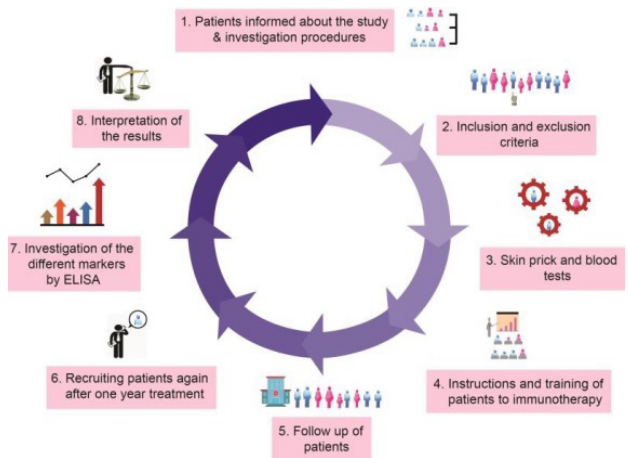 1. Patients informed about the study
& investigation procedures
2. Inclusion and exclusion
criteria
3. Skin prick and blood
tests
4. Instructions and training of
patients to immunotherapy
5. Follow up of
patients
6. Recruiting patients again
after one year treatment
7. Investigation of the
different markers
by ELISA
8. Interpretation of
the results